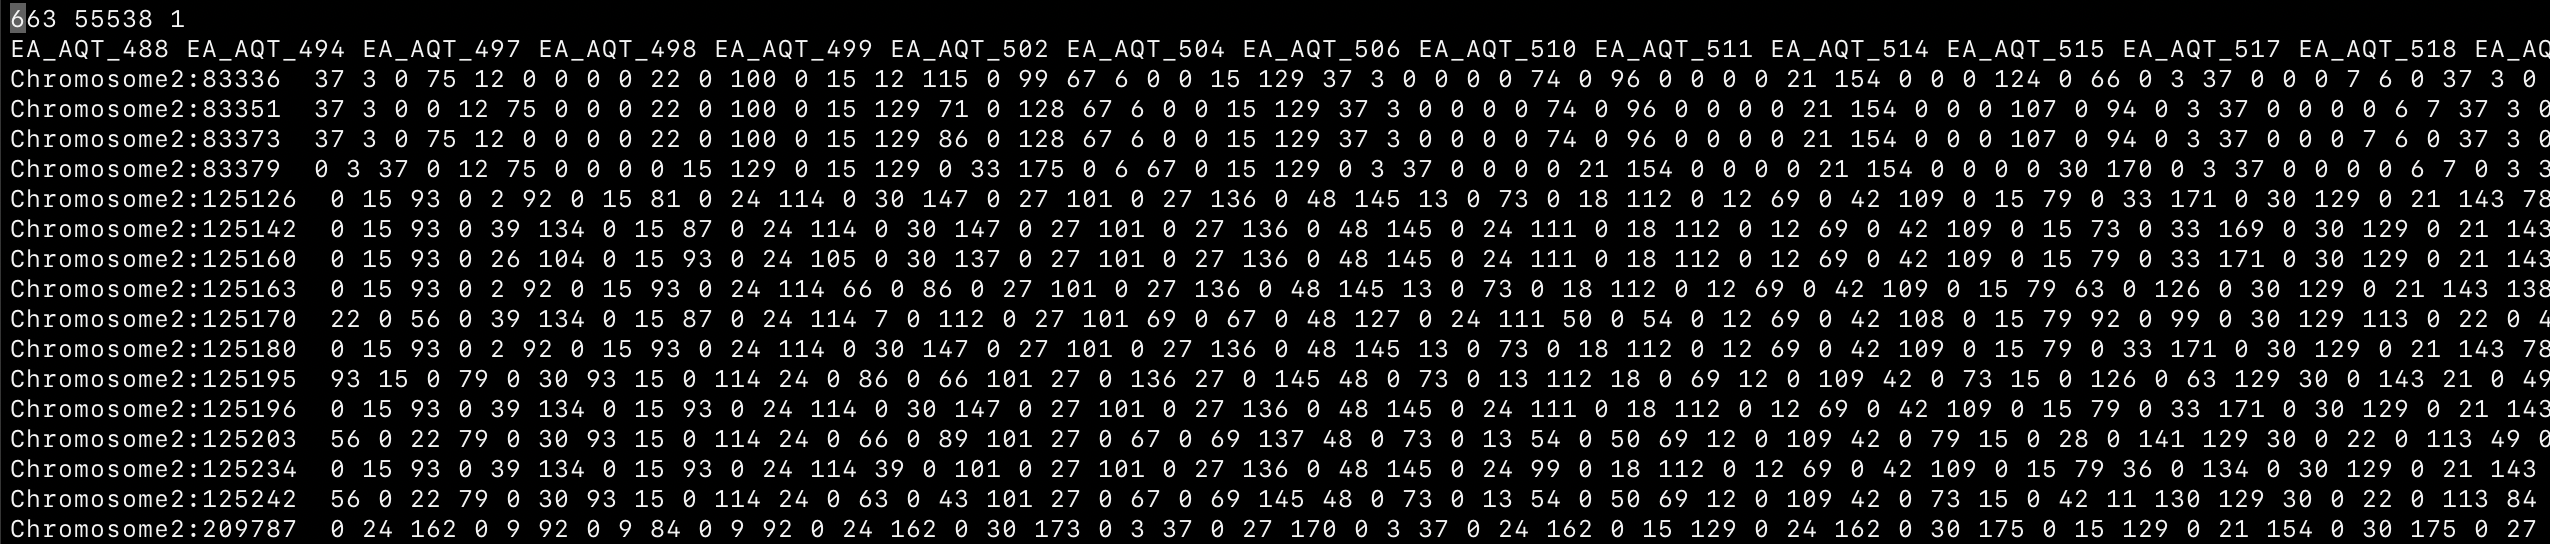 663 55538 1
EA_AQT_488 EA_AQT_494 EA_AQT_497 EA_AQT_498 EA_AQT_499 EA_AQT_502 EA_AQT_504 EA_AQT_506 EA_AQT_510 EA_AQT_511 EA_AQT_514 EA_AQT_515 EA_AQT_517 EA_AQT_518 EA_AQ
Chromosome2:83336 37 3 0 75 12 0 0 0 0 22 0 100 0 15 12 115 0 99 67 6 0 0 15 129 37 3 0 0 0 0 74 0 96 0 0 0 0 21 154 0 0 0 124 0 66 0 3 37 0 0 0 7 6 0 37 3 0
Chromosome2:83351 37 3 0 0 12 75 0 0 0 22 0 100 0 15 129 71 0 128 67 6 0 0 15 129 37 3 0 0 0 0 74 0 96 0 0 0 0 21 154 0 0 0 107 0 94 0 3 37 0 0 0 0 6 7 37 3 0
Chromosome2:83373 37 3 0 75 12 0 0 0 0 22 0 100 0 15 129 86 0 128 67 6 0 0 15 129 37 3 0 0 0 0 74 0 96 0 0 0 0 21 154 0 0 0 107 0 94 0 3 37 0 0 0 7 6 0 37 3 0
Chromosome2:83379 0 3 37 0 12 75 0 0 0 0 15 129 0 15 129 0 33 175 0 6 67 0 15 129 0 3 37 0 0 0 0 21 154 0 0 0 0 21 154 0 0 0 0 30 170 0 3 37 0 0 0 0 6 7 0 3 3
Chromosome2:125126 0 15 93 0 2 92 0 15 81 0 24 114 0 30 147 0 27 101 0 27 136 0 48 145 13 0 73 0 18 112 0 12 69 0 42 109 0 15 79 0 33 171 0 30 129 0 21 143 78
Chromosome2:125142 0 15 93 0 39 134 0 15 87 0 24 114 0 30 147 0 27 101 0 27 136 0 48 145 0 24 111 0 18 112 0 12 69 0 42 109 0 15 73 0 33 169 0 30 129 0 21 143
Chromosome2:125160 0 15 93 0 26 104 0 15 93 0 24 105 0 30 137 0 27 101 0 27 136 0 48 145 0 24 111 0 18 112 0 12 69 0 42 109 0 15 79 0 33 171 0 30 129 0 21 143
Chromosome2:125163 0 15 93 0 2 92 0 15 93 0 24 114 66 0 86 0 27 101 0 27 136 0 48 145 13 0 73 0 18 112 0 12 69 0 42 109 0 15 79 63 0 126 0 30 129 0 21 143 138
Chromosome2:125170 22 0 56 0 39 134 0 15 87 0 24 114 7 0 112 0 27 101 69 0 67 0 48 127 0 24 111 50 0 54 0 12 69 0 42 108 0 15 79 92 0 99 0 30 129 113 0 22 0 4
Chromosome2:125180 0 15 93 0 2 92 0 15 93 0 24 114 0 30 147 0 27 101 0 27 136 0 48 145 13 0 73 0 18 112 0 12 69 0 42 109 0 15 79 0 33 171 0 30 129 0 21 143 78
Chromosome2:125195 93 15 0 79 0 30 93 15 0 114 24 0 86 0 66 101 27 0 136 27 0 145 48 0 73 0 13 112 18 0 69 12 0 109 42 0 73 15 0 126 0 63 129 30 0 143 21 0 49
Chromosome2:125196 0 15 93 0 39 134 0 15 93 0 24 114 0 30 147 0 27 101 0 27 136 0 48 145 0 24 111 0 18 112 0 12 69 0 42 109 0 15 79 0 33 171 0 30 129 0 21 143
Chromosome2:125203 56 0 22 79 0 30 93 15 0 114 24 0 66 0 89 101 27 0 67 0 69 137 48 0 73 0 13 54 0 50 69 12 0 109 42 0 79 15 0 28 0 141 129 30 0 22 0 113 49 0
Chromosome2:125234 0 15 93 0 39 134 0 15 93 0 24 114 39 0 101 0 27 101 0 27 136 0 48 145 0 24 99 0 18 112 0 12 69 0 42 109 0 15 79 36 0 134 0 30 129 0 21 143
Chromosome2:125242 56 0 22 79 0 30 93 15 0 114 24 0 63 0 43 101 27 0 67 0 69 145 48 0 73 0 13 54 0 50 69 12 0 109 42 0 73 15 0 42 11 130 129 30 0 22 0 113 84
Chromosome2:209787 0 24 162 0 9 92 0 9 84 0 9 92 0 24 162 0 30 173 0 3 37 0 27 170 0 3 37 0 24 162 0 15 129 0 24 162 0 30 175 0 15 129 0 21 154 0 30 175 0 27